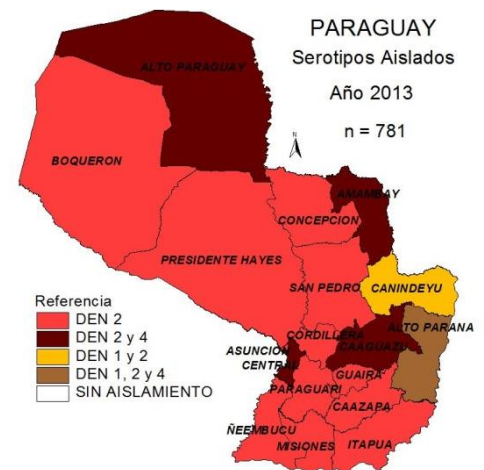 PARAGUAY
Serotipos Aislados
Año 2013
n = 781
N
ALTO PARAGUAY
BOQUERON
AMAMBAY
CONCEPCION
PRESIDENTE HAYES
SAN PEDRO
CANINDEYU
Referencia
DEN 2
DEN 2 y 4
DEN 1 y 2
DEN 1, 2 y 4
SIN AISLAMIENTO
ALTO PARANA
CORDILLERA
CAAGUAZU
ASUNCION
CENTRAL
GUAIRA
PARAGUARI
CAAZAPA
ÑEEMBUCU
MISIONES
ITAPUA